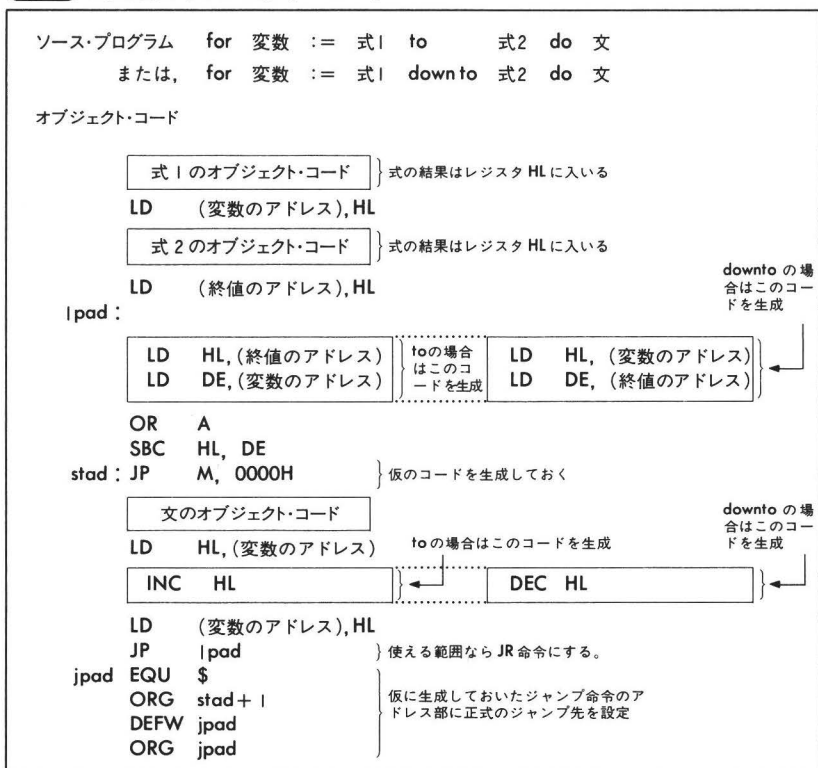 ソース・プログラム for 変数 := 式1 to 式2 do 文
または, for 変数 := 式1 downto 式2 do 文
オブジェクト・コード
式1のオブジェクト・コード }式の結果はレジスタHLに入いる
LD (変数のアドレス),HL
式2のオブジェクト・コード }式の結果はレジスタHLに入いる
LD (終値のアドレス),HL
downto の場
合はこのコー
ドを生成
lpad:
LD HL,(終値のアドレス)
LD DE,(変数のアドレス)
toの場合
はこのコ
ードを生成
LD HL, (変数のアドレス)
LD DE, (終値のアドレス)
OR A
SBC HL, DE
stad: JP M, 0000H }仮のコードを生成しておく
文のオブジェクト・コード
downto の場
合はこのコー
ドを生成
LD HL,(変数のアドレス) toの場合はこのコードを生成
INC HL DEC HL
LD (変数のアドレス),HL
JP lpad }使える範囲ならJR命令にする。
jpad EQU $
ORG stad+1
DEFW jpad
ORG jpad
仮に生成しておいたジャンプ命令のア
ドレス部に正式のジャンプ先を設定